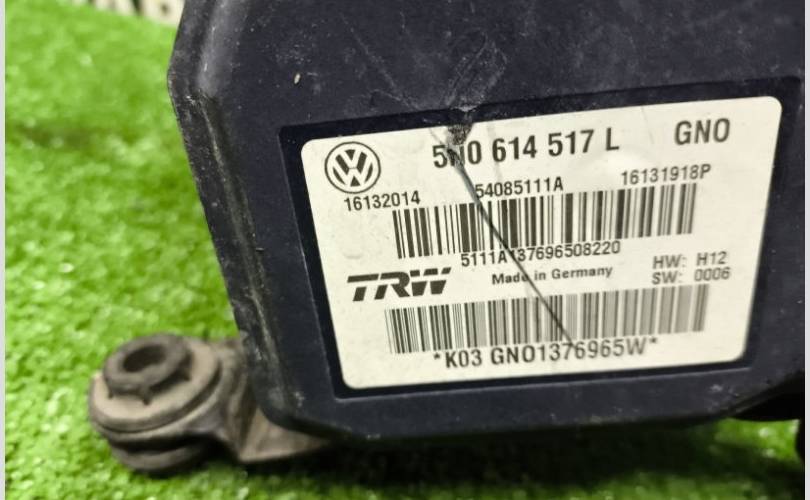 5N0 614 517 L GNO
16132014 54085111A 16131918P
5111A137696508220
TRW Made in Germany HW: H12
SW: 0006
*K03 GNO1376965W*